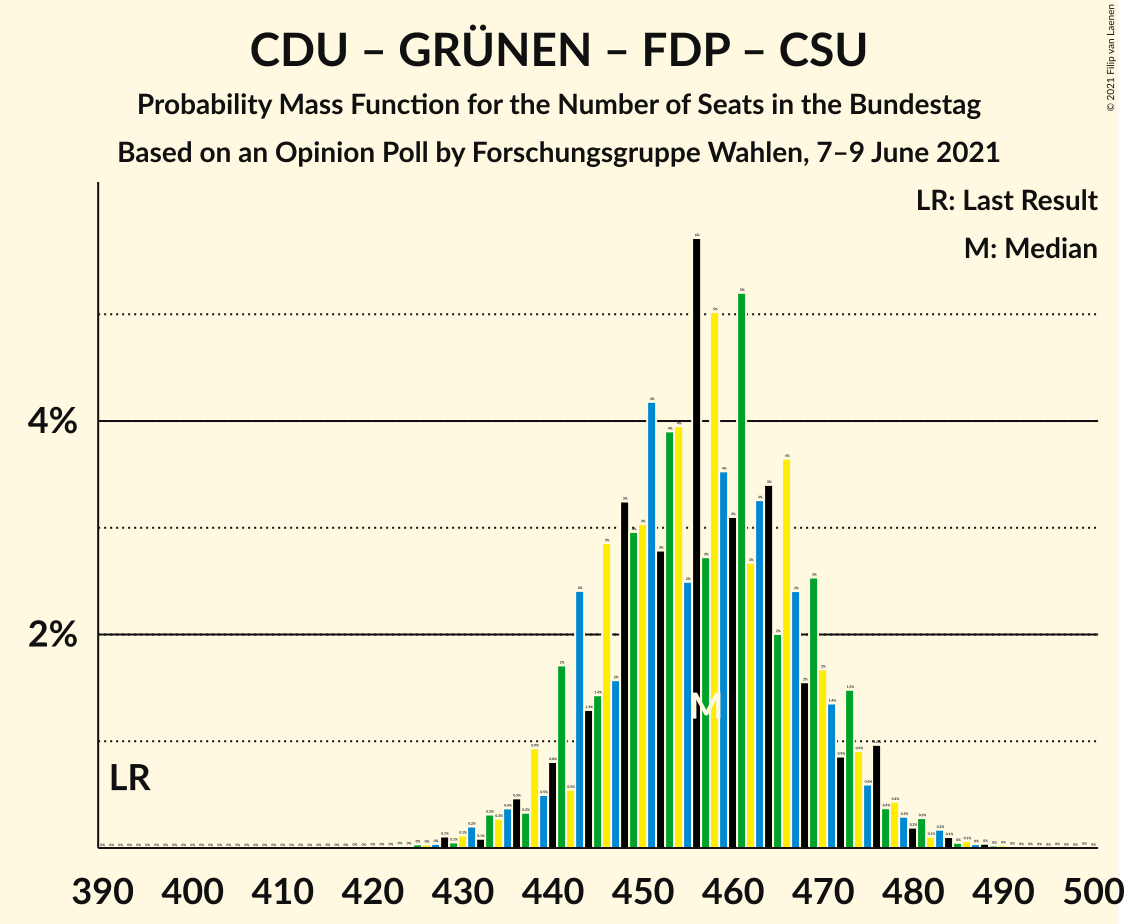 CDU – GRÜNEN – FDP – CSU
Probability Mass Function for the Number of Seats in the Bundestag
Based on an Opinion Poll by Forschungsgruppe Wahlen, 7–9 June 2021
© 2021 Filip van Laenen
LR: Last Result
M: Median
4%
2%
LR
M
390 400 410 420 430 440 450 460 470 480 490 500